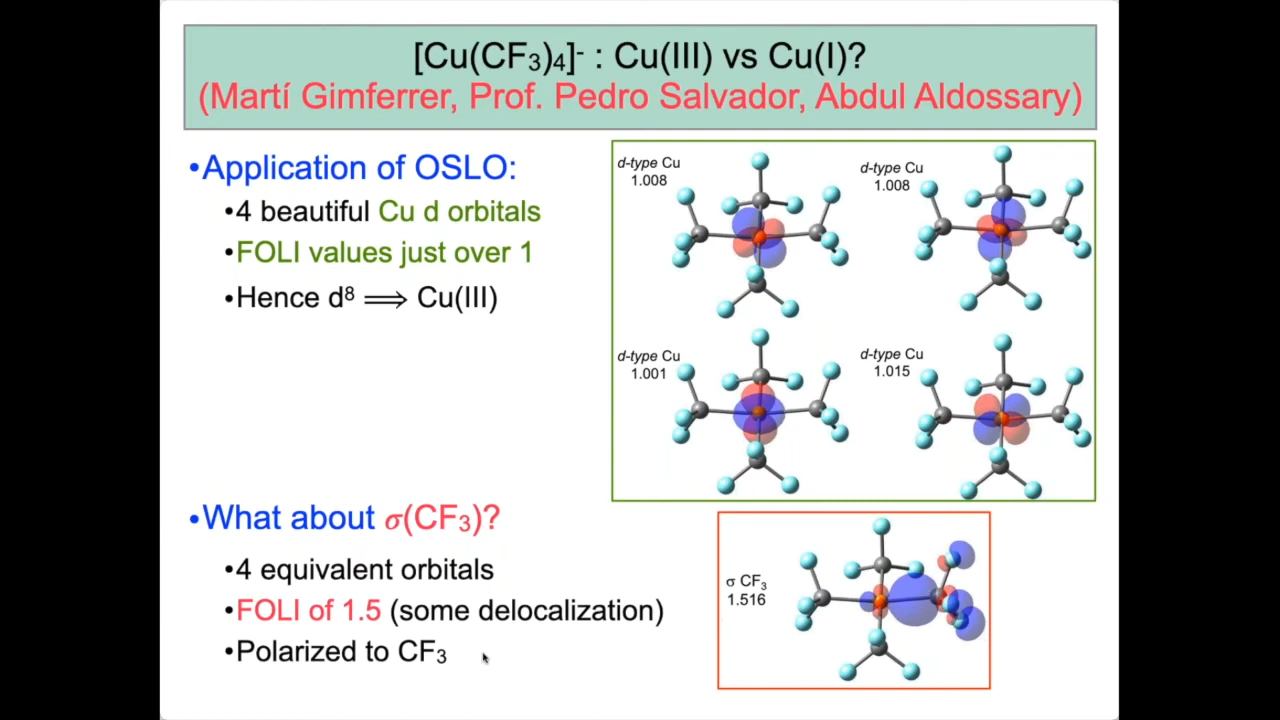 [Cu(CF₃)₄]⁻ : Cu(III) vs Cu(I)?
(Martí Gimferrer, Prof. Pedro Salvador, Abdul Aldossary)
•Application of OSLO:
•4 beautiful Cu d orbitals
•FOLI values just over 1
•Hence d⁸ ⟹ Cu(III)
d-type Cu
1.008
d-type Cu
1.008
d-type Cu
1.001
d-type Cu
1.015
•What about σ(CF₃)?
•4 equivalent orbitals
•FOLI of 1.5 (some delocalization)
•Polarized to CF₃
σ CF₃
1.516